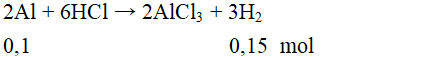 2Al + 6HCl → 2AlCl₃ + 3H₂
0,1 0,15 mol